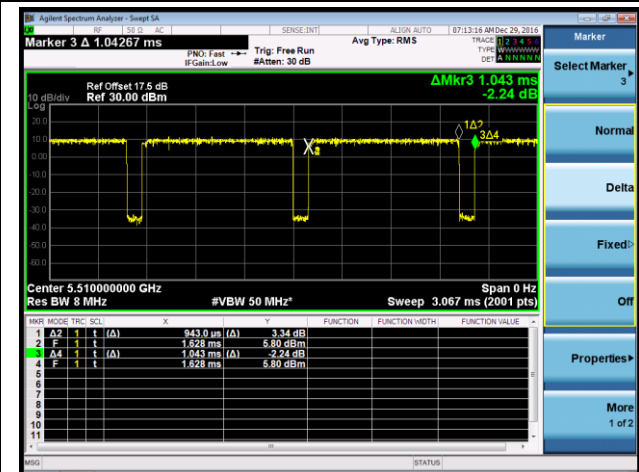 Agilent Spectrum Analyzer - Swept SA
RF 50 Ω AC SENSE:INT ALIGN AUTO 07:13:16 AM Dec 29, 2016
Marker 3 Δ 1.04267 ms
PNO: Fast Trig: Free Run Avg Type: RMS TRACE 1 2 3 4 5 6
IFGain:Low #Atten: 30 dB TYPE WWWWWW
DET A N N N N N
Ref Offset 17.5 dB ΔMkr3 1.043 ms
10 dB/div Ref 30.00 dBm -2.24 dB
Log
20.0
10.0
0.00
-10.0
-20.0
-30.0
-40.0
-50.0
-60.0
1Δ2
3Δ4
X
Center 5.510000000 GHz Span 0 Hz
Res BW 8 MHz #VBW 50 MHz* Sweep 3.067 ms (2001 pts)
MKR MODE TRC SCL X Y FUNCTION FUNCTION WIDTH FUNCTION VALUE
1 Δ2 1 t (Δ) 943.0 µs (Δ) 3.34 dB
2 F 1 t 1.628 ms 5.80 dBm
3 Δ4 1 t (Δ) 1.043 ms (Δ) -2.24 dB
4 F 1 t 1.628 ms 5.80 dBm
5
6
7
8
9
10
11
MSG STATUS
Marker
Select Marker
3
Normal
Delta
Fixed
Off
Properties
More
1 of 2